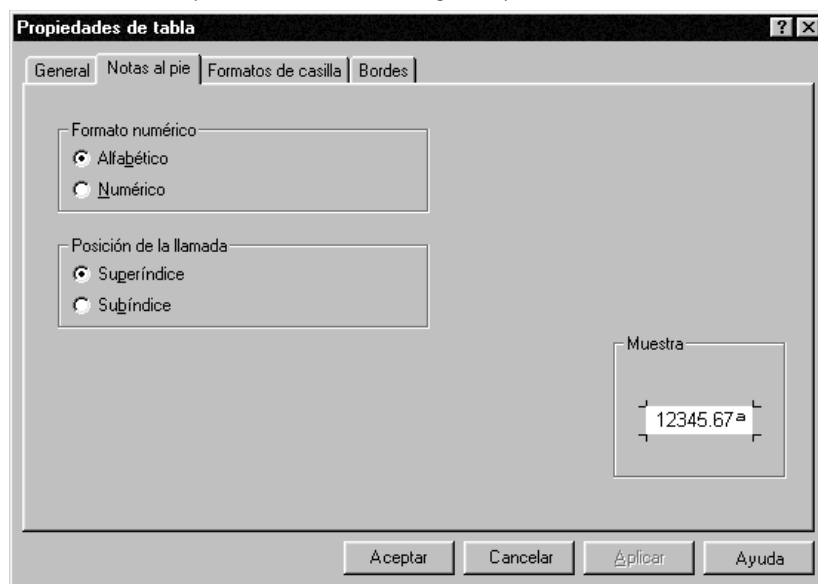 Propiedades de tabla
General Notas al pie Formatos de casilla Bordes
Formato numérico
Alfabético
Numérico
Posición de la llamada
Superíndice
Subíndice
Muestra
12345.67ª
Aceptar Cancelar Aplicar Ayuda